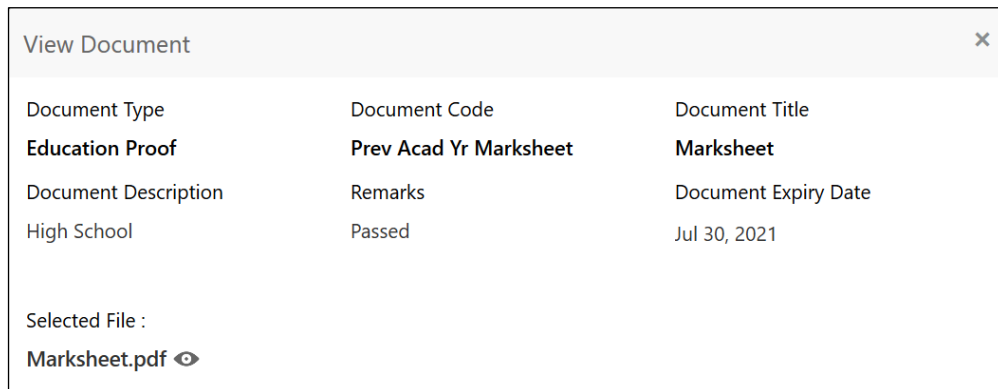 View Document
Document Type Document Code Document Title
Education Proof Prev Acad Yr Marksheet Marksheet
Document Description Remarks Document Expiry Date
High School Passed Jul 30, 2021
Selected File :
Marksheet.pdf